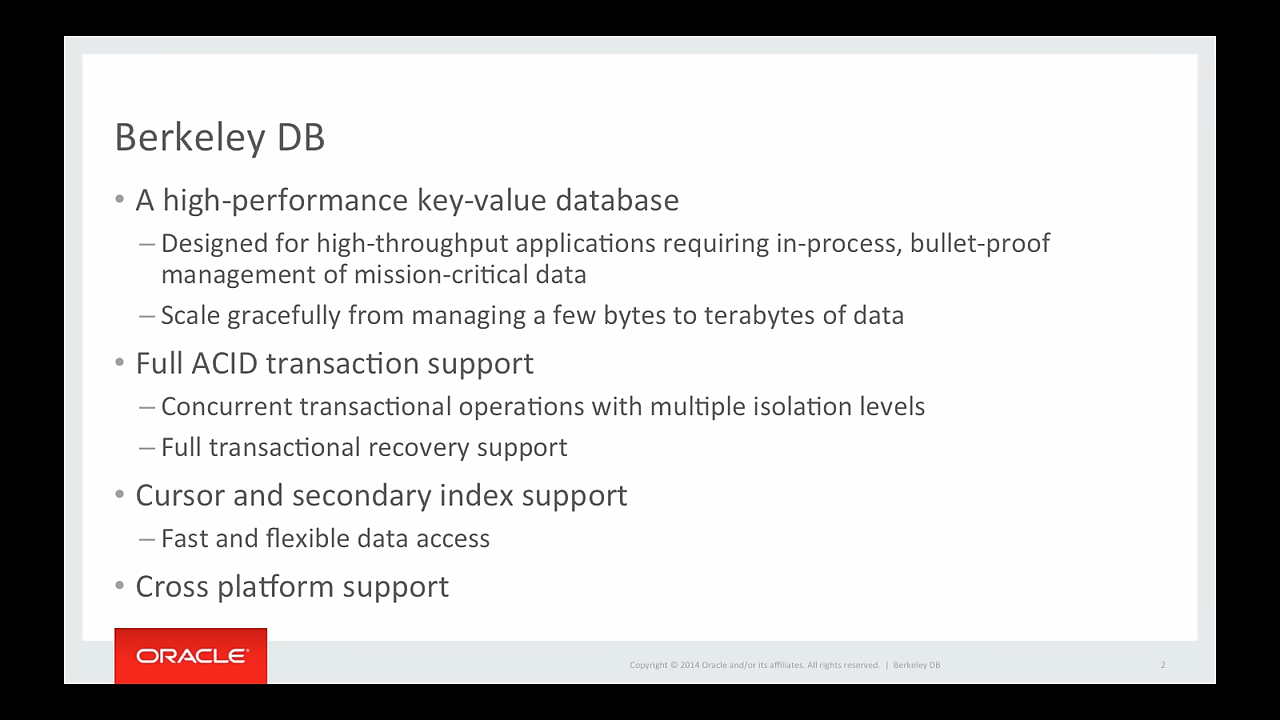 Berkeley DB
• A high-performance key-value database
– Designed for high-throughput applications requiring in-process, bullet-proof
management of mission-critical data
– Scale gracefully from managing a few bytes to terabytes of data
• Full ACID transaction support
– Concurrent transactional operations with multiple isolation levels
– Full transactional recovery support
• Cursor and secondary index support
– Fast and flexible data access
• Cross platform support
ORACLE®
Copyright © 2014 Oracle and/or its affiliates. All rights reserved. | Berkeley DB
2